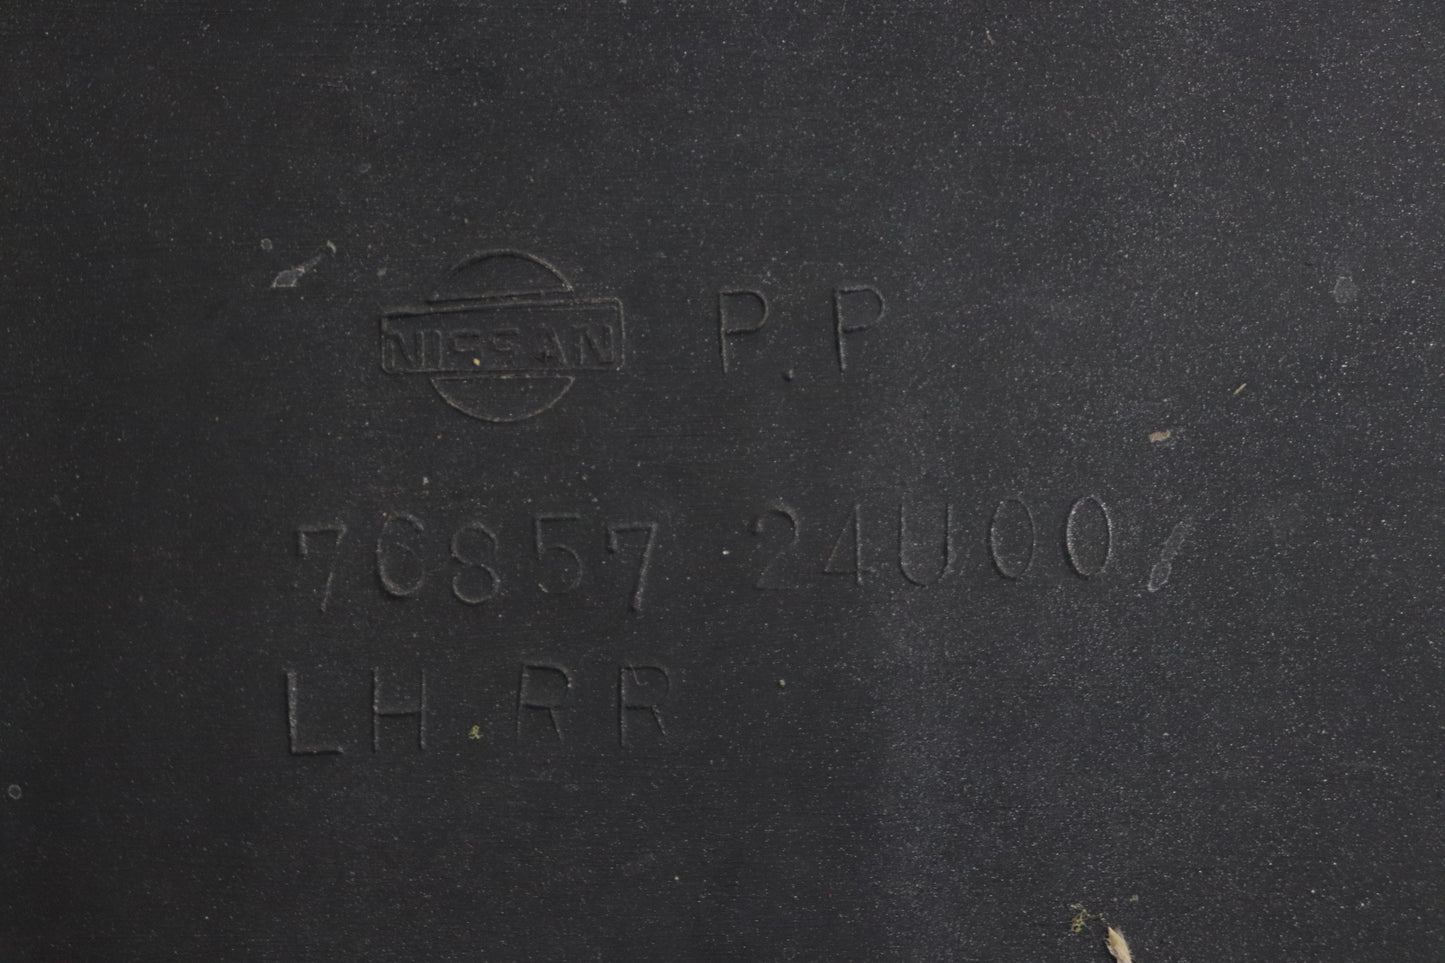 NISSAN P.P
76857 24U00
LH RR